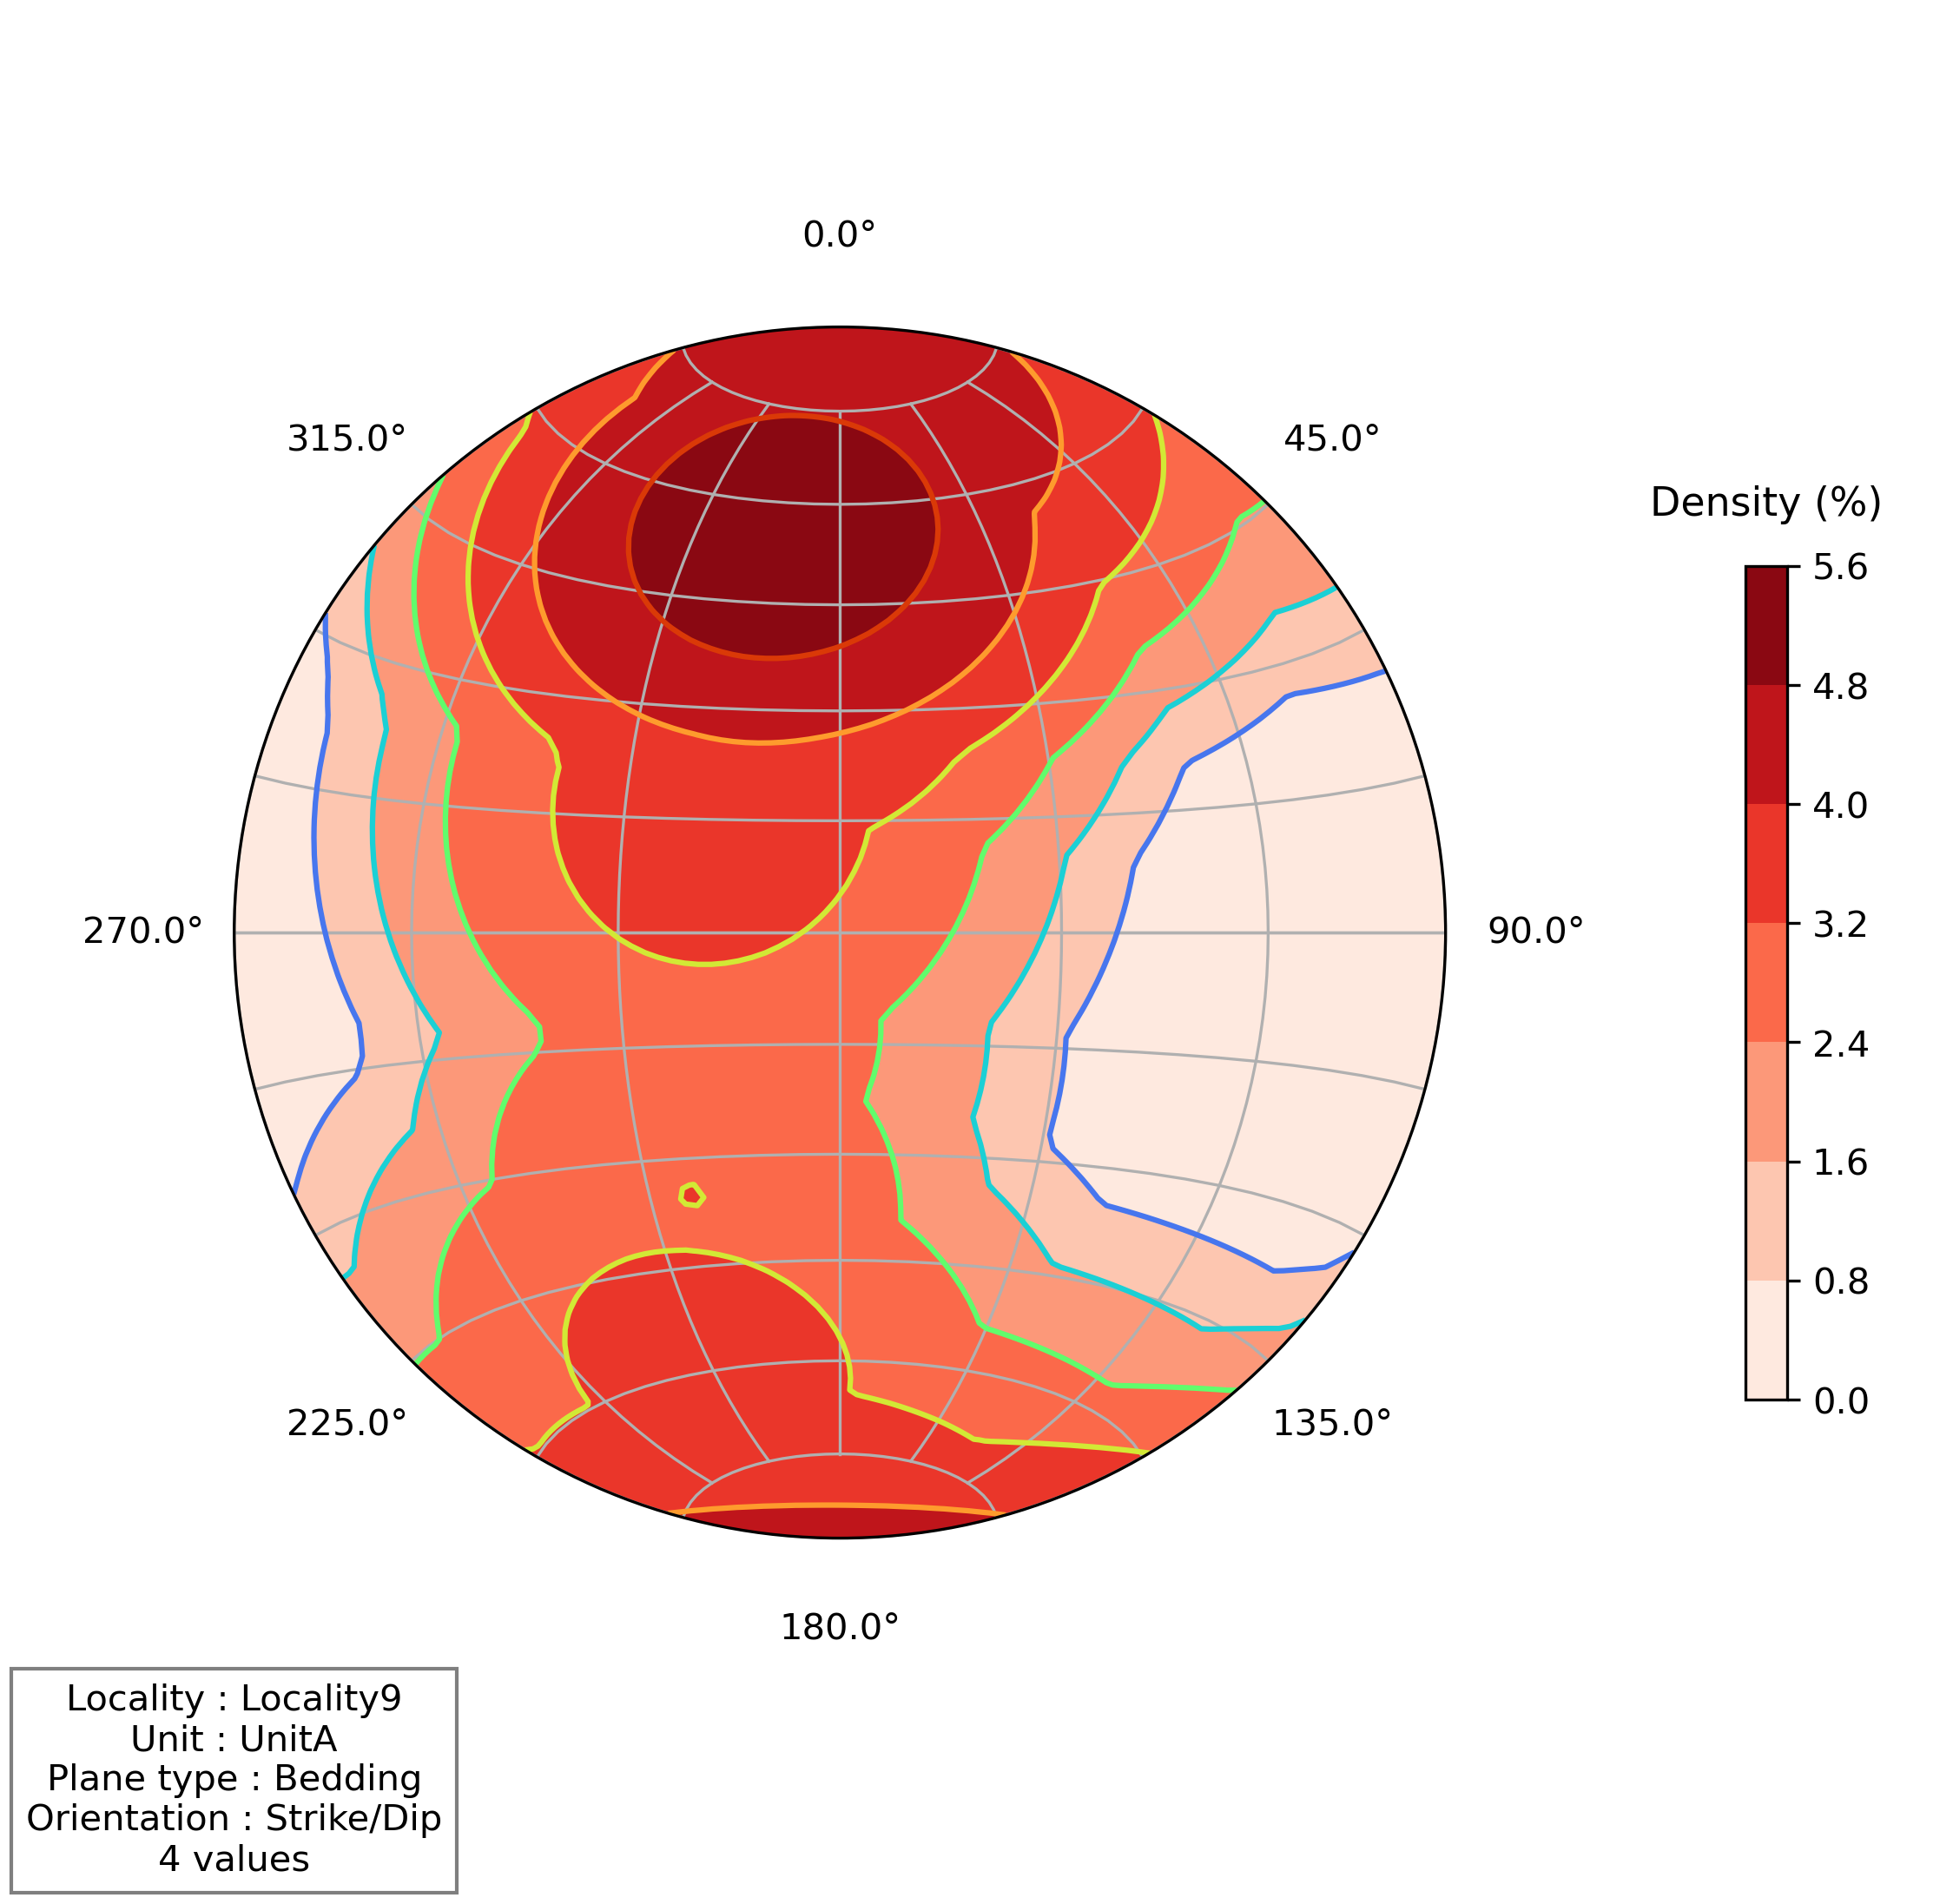 0.0°
315.0°
45.0°
Density (%)
5.6
4.8
4.0
3.2
2.4
1.6
0.8
0.0
270.0°
90.0°
225.0°
135.0°
180.0°
Locality : Locality9
Unit : UnitA
Plane type : Bedding
Orientation : Strike/Dip
4 values